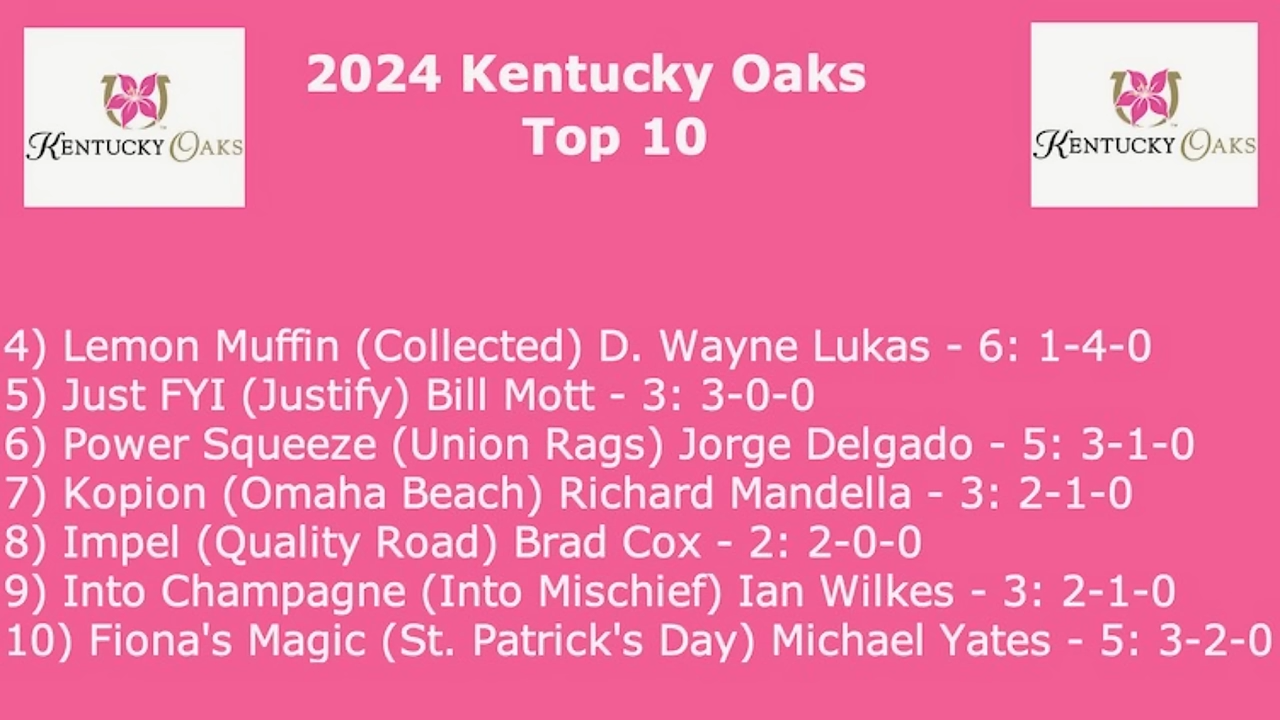 KENTUCKY OAKS
2024 Kentucky Oaks
Top 10
KENTUCKY OAKS
4) Lemon Muffin (Collected) D. Wayne Lukas - 6: 1-4-0
5) Just FYI (Justify) Bill Mott - 3: 3-0-0
6) Power Squeeze (Union Rags) Jorge Delgado - 5: 3-1-0
7) Kopion (Omaha Beach) Richard Mandella - 3: 2-1-0
8) Impel (Quality Road) Brad Cox - 2: 2-0-0
9) Into Champagne (Into Mischief) Ian Wilkes - 3: 2-1-0
10) Fiona's Magic (St. Patrick's Day) Michael Yates - 5: 3-2-0